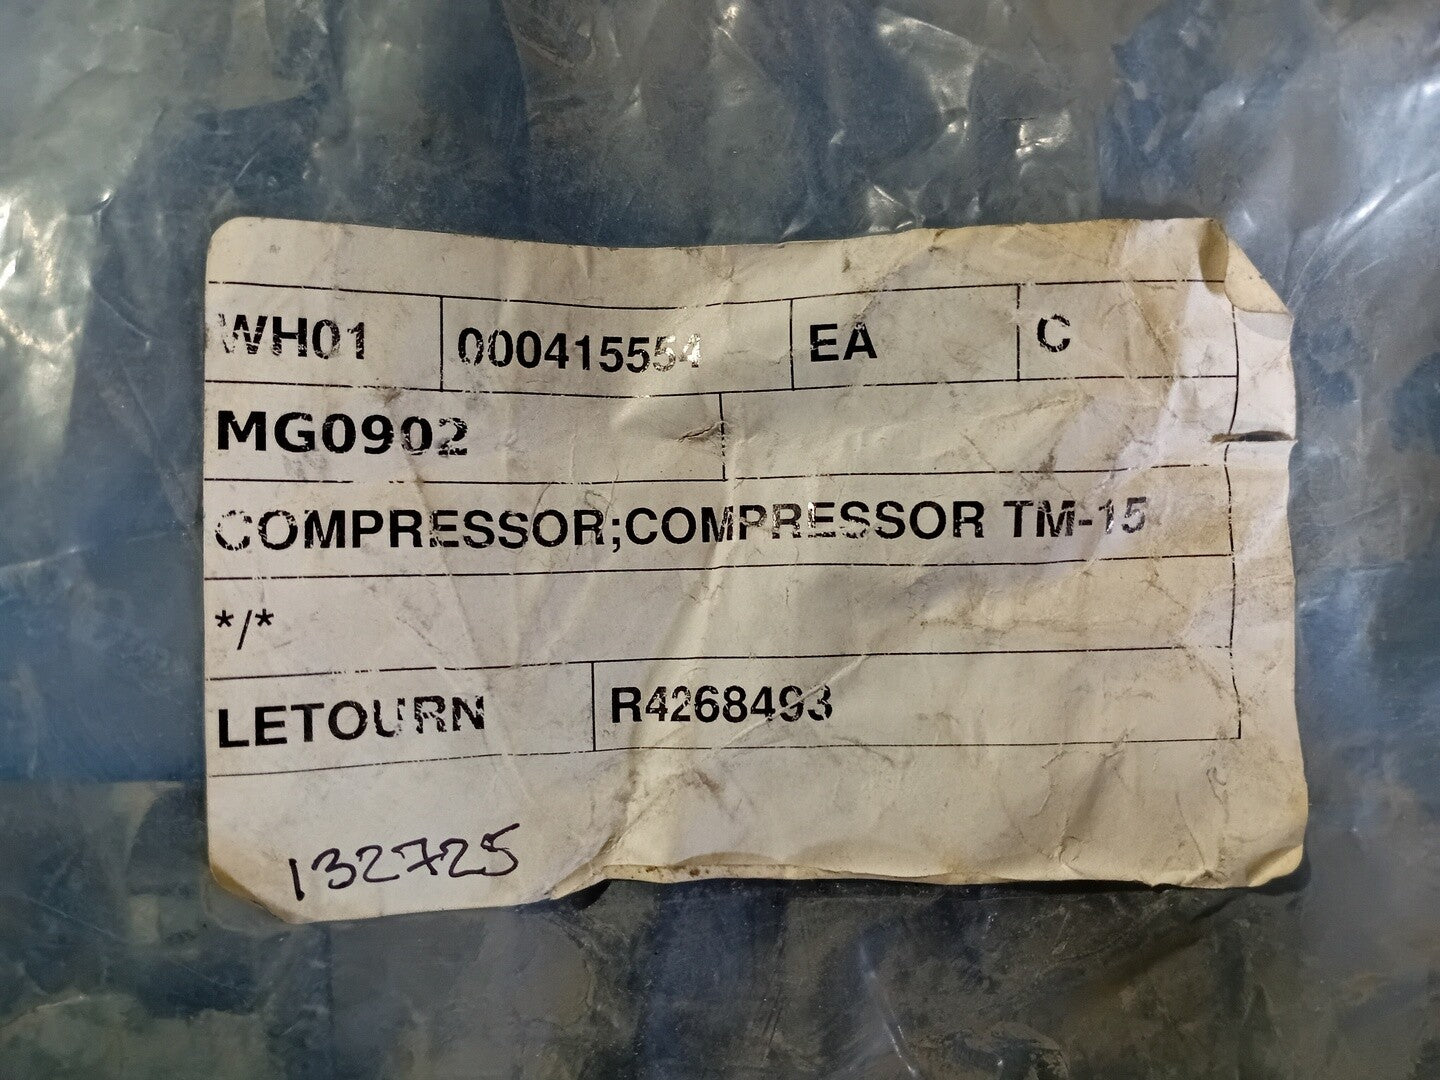 WH01 000415554 EA C
MG0902
COMPRESSOR;COMPRESSOR TM-15
*/*
LETOURN R4268493
132725